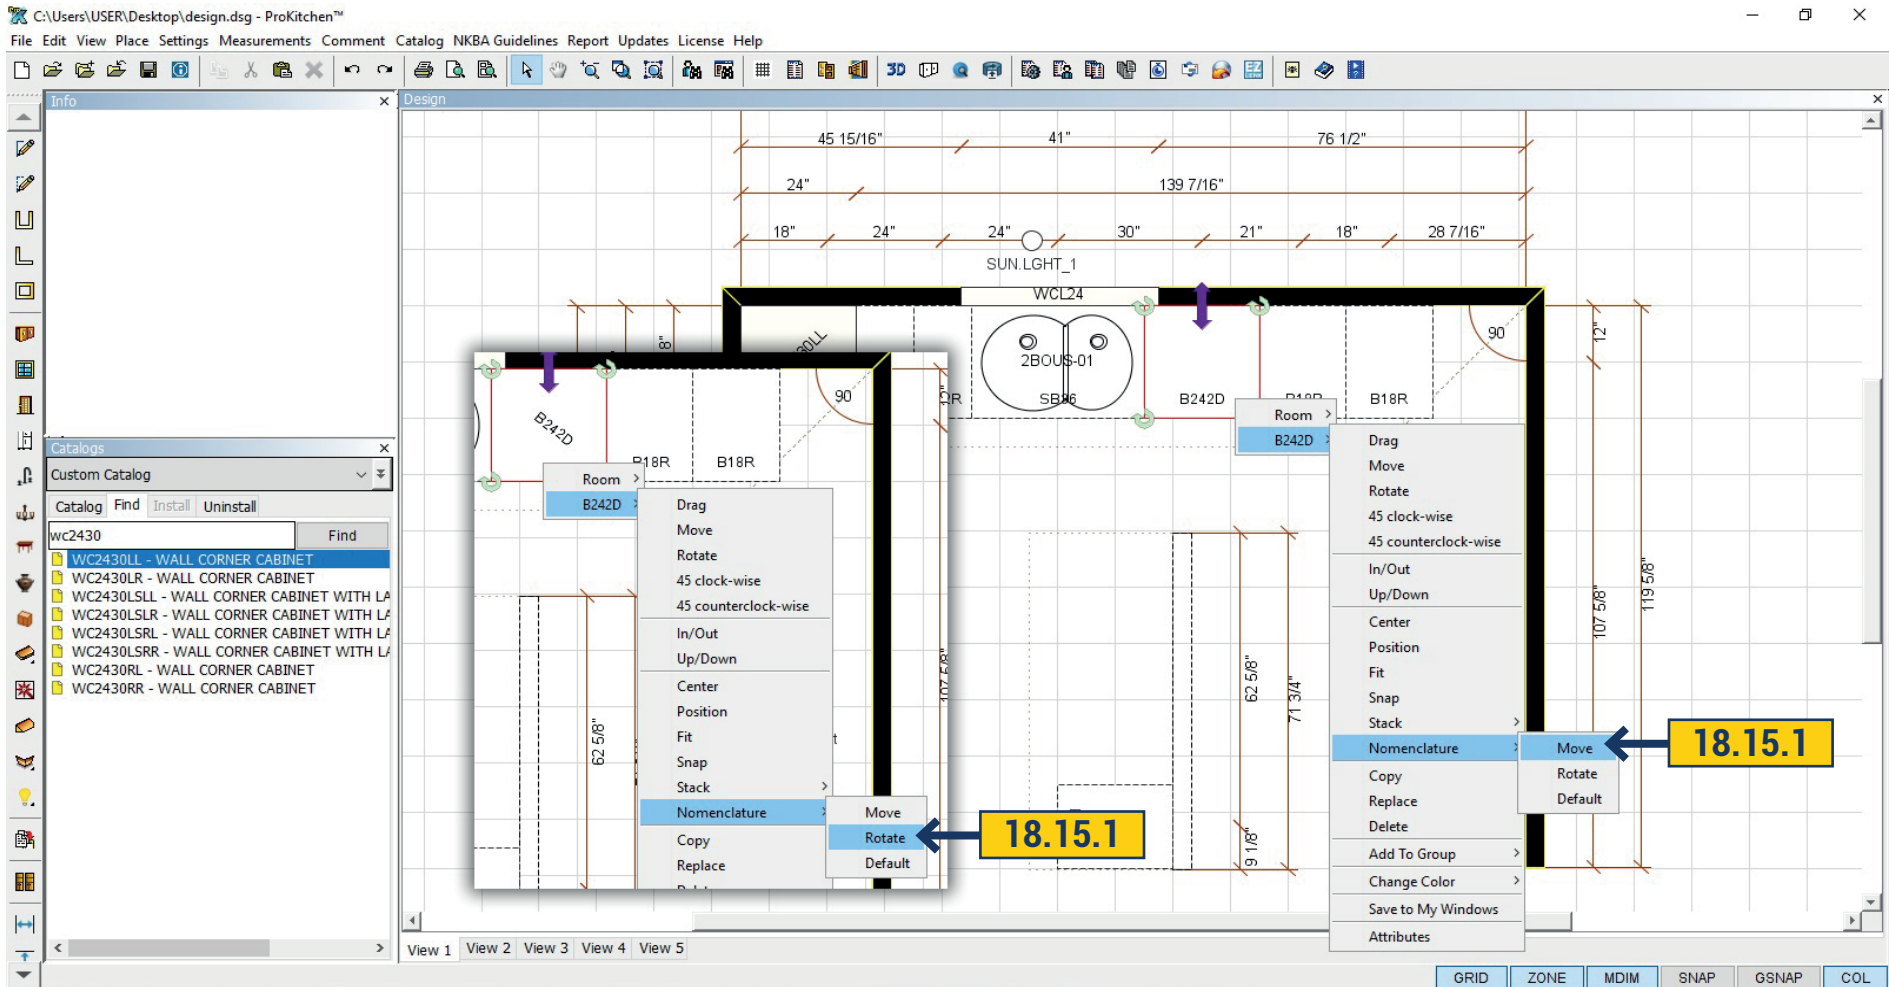 C:\Users\USER\Desktop\design.dsg - ProKitchen™
File Edit View Place Settings Measurements Comment Catalog NKBA Guidelines Report Updates License Help
3D
EZ
Info
Design
Catalogs
Custom Catalog
Catalog Find Install Uninstall
wc2430 Find
WC2430LL - WALL CORNER CABINET
WC2430LR - WALL CORNER CABINET
WC2430LSLL - WALL CORNER CABINET WITH LA
WC2430LSLR - WALL CORNER CABINET WITH LA
WC2430LSRL - WALL CORNER CABINET WITH LA
WC2430LSRR - WALL CORNER CABINET WITH LA
WC2430RL - WALL CORNER CABINET
WC2430RR - WALL CORNER CABINET
45 15/16" 41" 76 1/2"
24" 139 7/16"
18" 24" 24" 30" 21" 18" 28 7/16"
SUN.LGHT_1
WCL24
30LL
8"
2BOUS-01
SB36
B242D
B18R
B18R
90
12"
107 5/8"
119 5/8"
62 5/8"
71 3/4"
9 1/8"
Room
B242D
Drag
Move
Rotate
45 clock-wise
45 counterclock-wise
In/Out
Up/Down
Center
Position
Fit
Snap
Stack
Nomenclature
Copy
Replace
Delete
Add To Group
Change Color
Save to My Windows
Attributes
Move
Rotate
Default
18.15.1
B242D
B18R
B18R
90
12"
107 5/8"
62 5/8"
Room
B242D
Drag
Move
Rotate
45 clock-wise
45 counterclock-wise
In/Out
Up/Down
Center
Position
Fit
Snap
Stack
Nomenclature
Copy
Replace
Move
Rotate
Default
18.15.1
View 1 View 2 View 3 View 4 View 5
GRID ZONE MDIM SNAP GSNAP COL